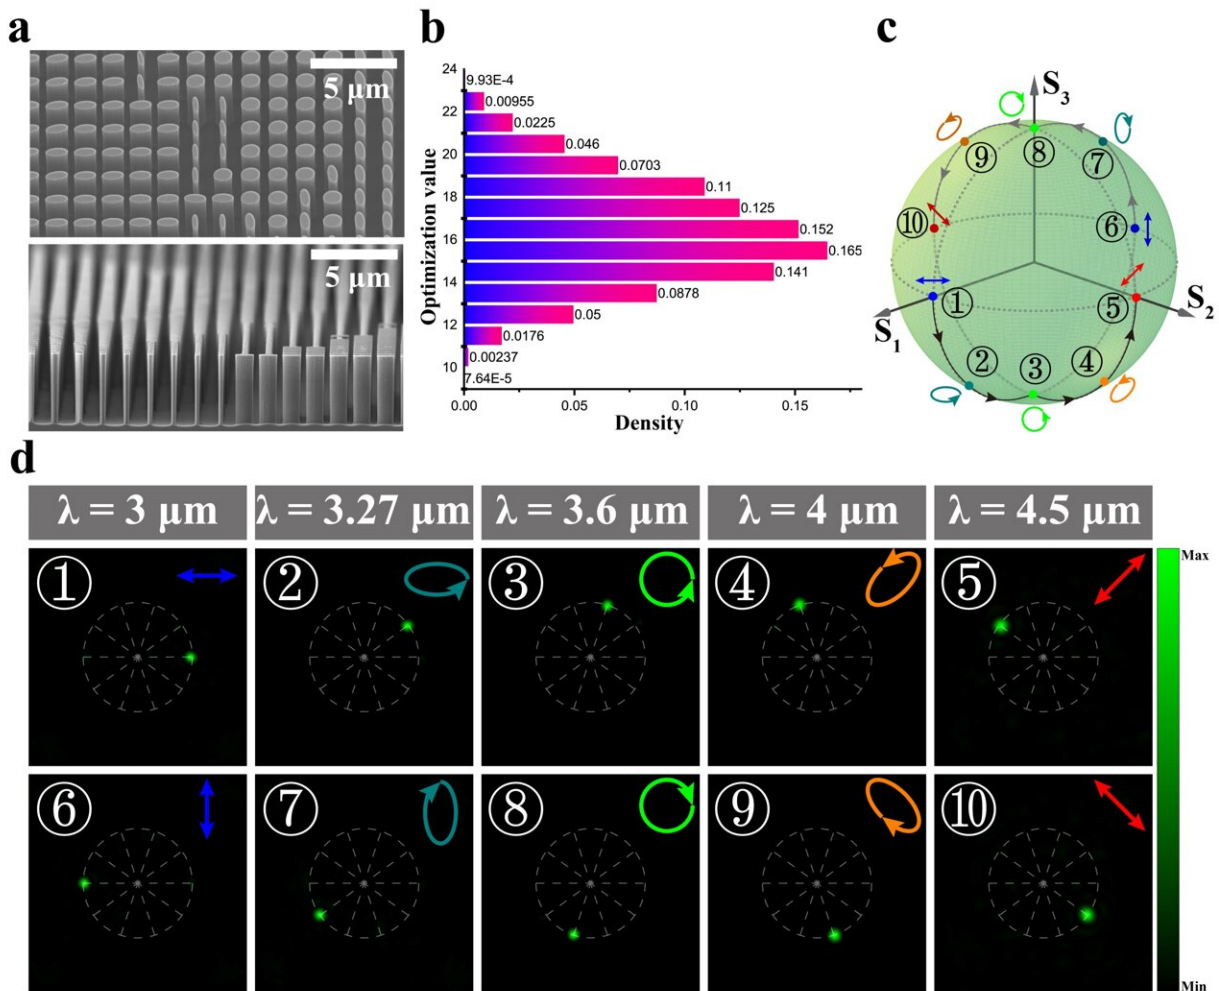 a
5 μm
5 μm
b
Optimization value
24
22
20
18
16
14
12
10
9.93E-4
0.00955
0.0225
0.046
0.0703
0.11
0.125
0.152
0.165
0.141
0.0878
0.05
0.0176
0.00237
7.64E-5
0.00
0.05
0.10
0.15
Density
c
S3
S1
S2
⑧
⑨
⑦
⑩
⑥
①
⑤
②
③
④
d
λ = 3 μm
λ = 3.27 μm
λ = 3.6 μm
λ = 4 μm
λ = 4.5 μm
①
②
③
④
⑤
Max
⑥
⑦
⑧
⑨
⑩
Min